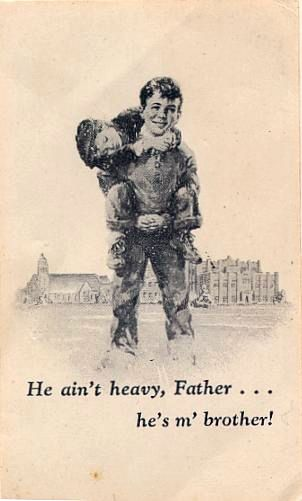 He ain't heavy, Father . . .
he's m' brother!